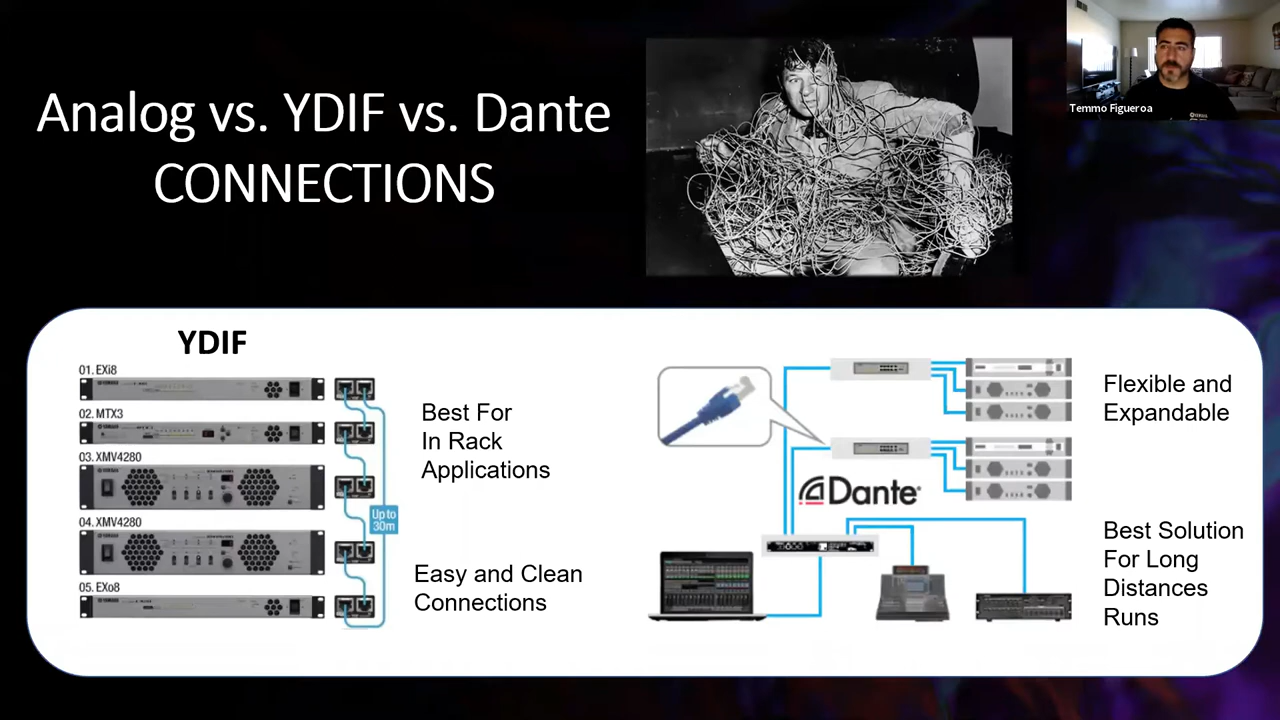 Analog vs. YDIF vs. Dante
CONNECTIONS
Temmo Figueroa
YDIF
01. EXi8
02. MTX3
03. XMV4280
04. XMV4280
05. EXo8
Up to
30m
Best For
In Rack
Applications
Easy and Clean
Connections
Dante
Flexible and
Expandable
Best Solution
For Long
Distances
Runs